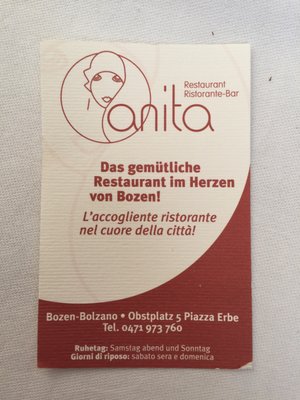 Restaurant
Ristorante-Bar
anita
Das gemütliche
Restaurant im Herzen
von Bozen!
L'accogliente ristorante
nel cuore della città!
Bozen-Bolzano • Obstplatz 5 Piazza Erbe
Tel. 0471 973 760
Ruhetag: Samstag abend und Sonntag
Giorni di riposo: sabato sera e domenica